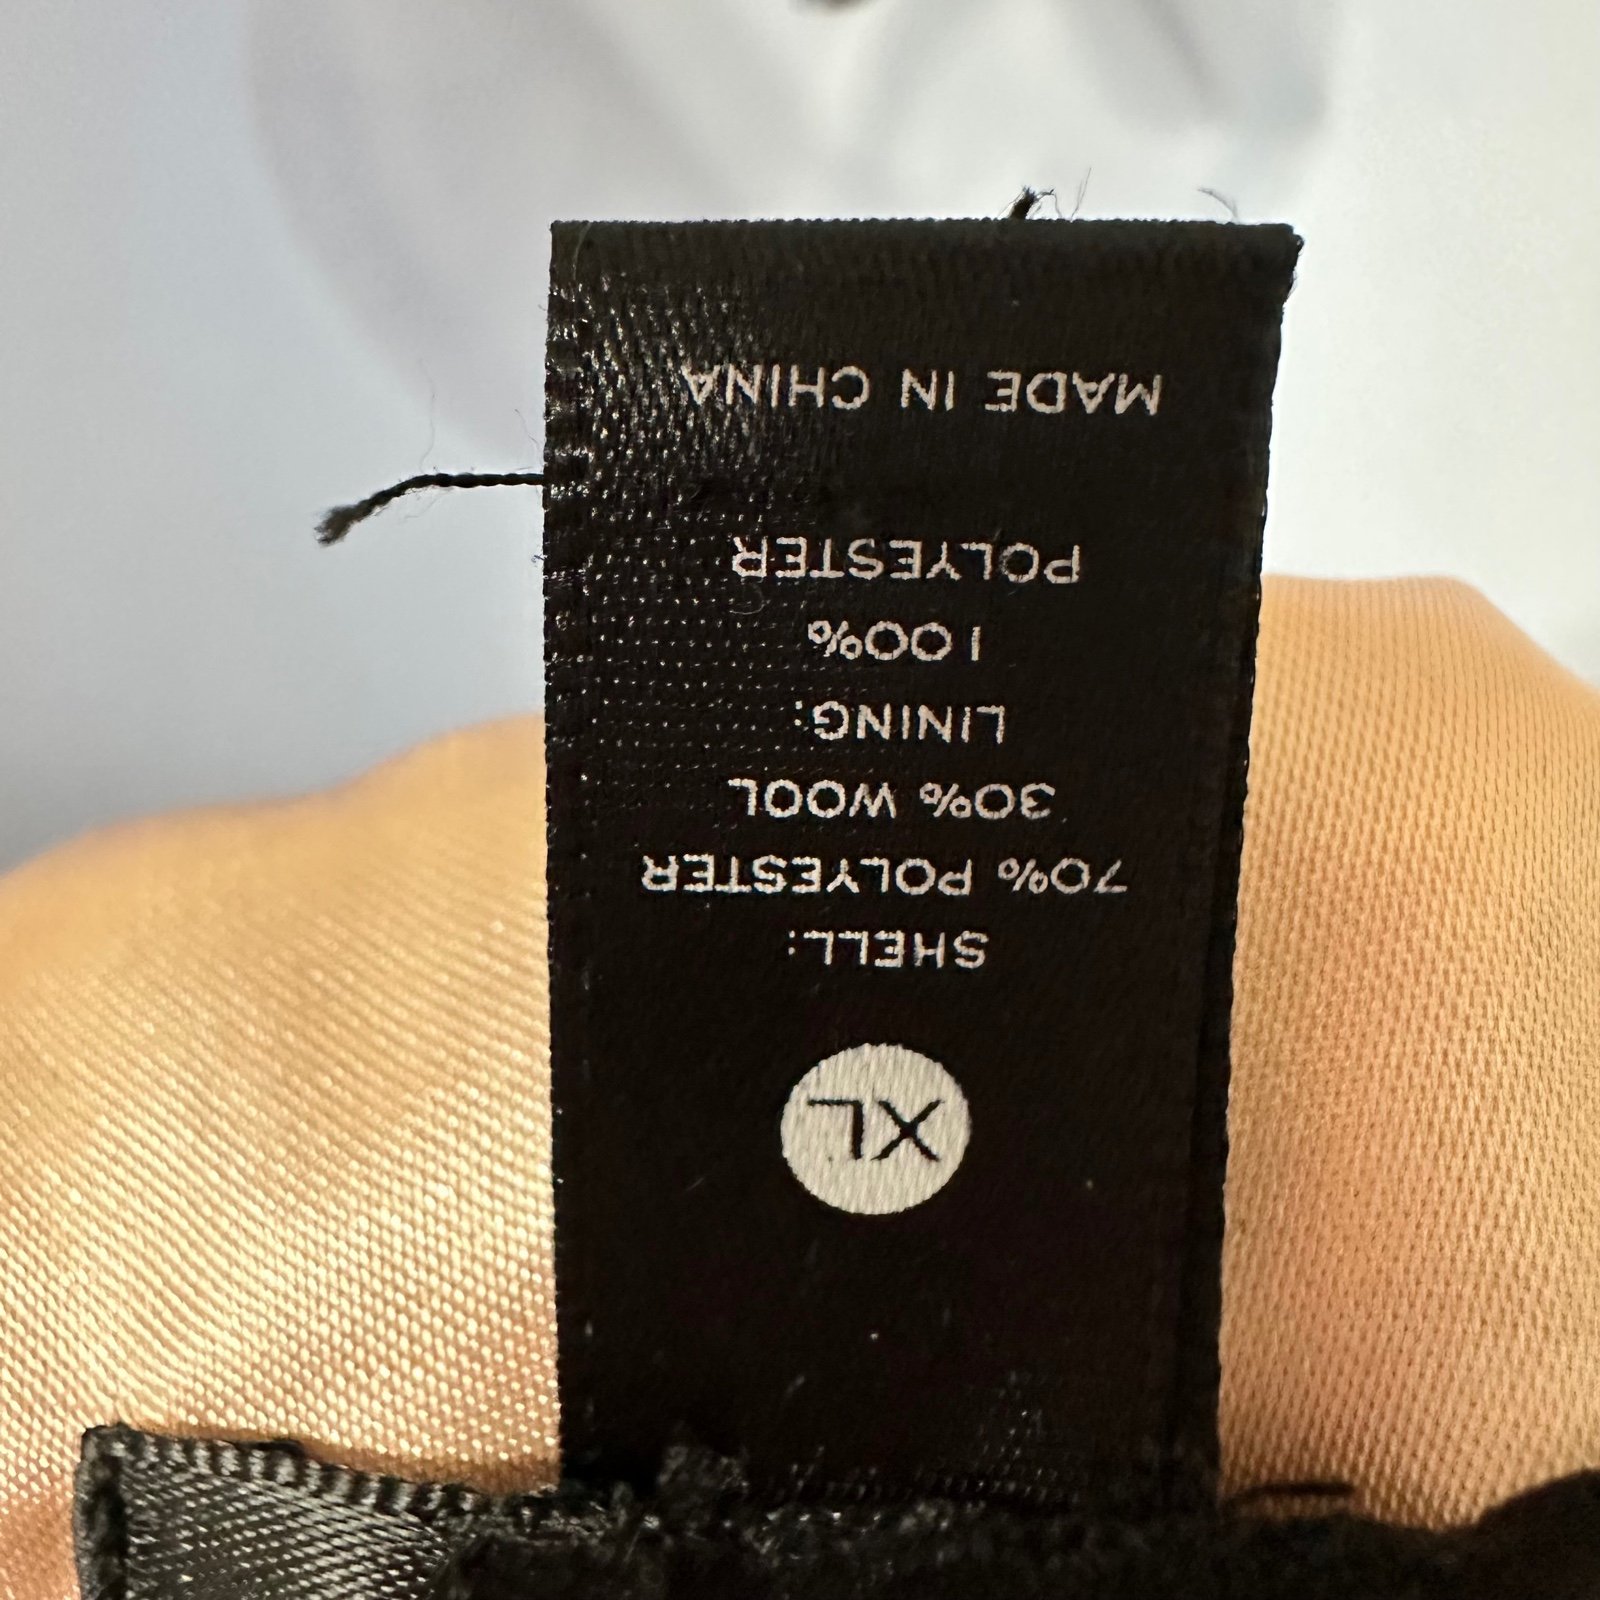 XL
SHELL:
70% POLYESTER
30% WOOL
LINING:
100%
POLYESTER
MADE IN CHINA